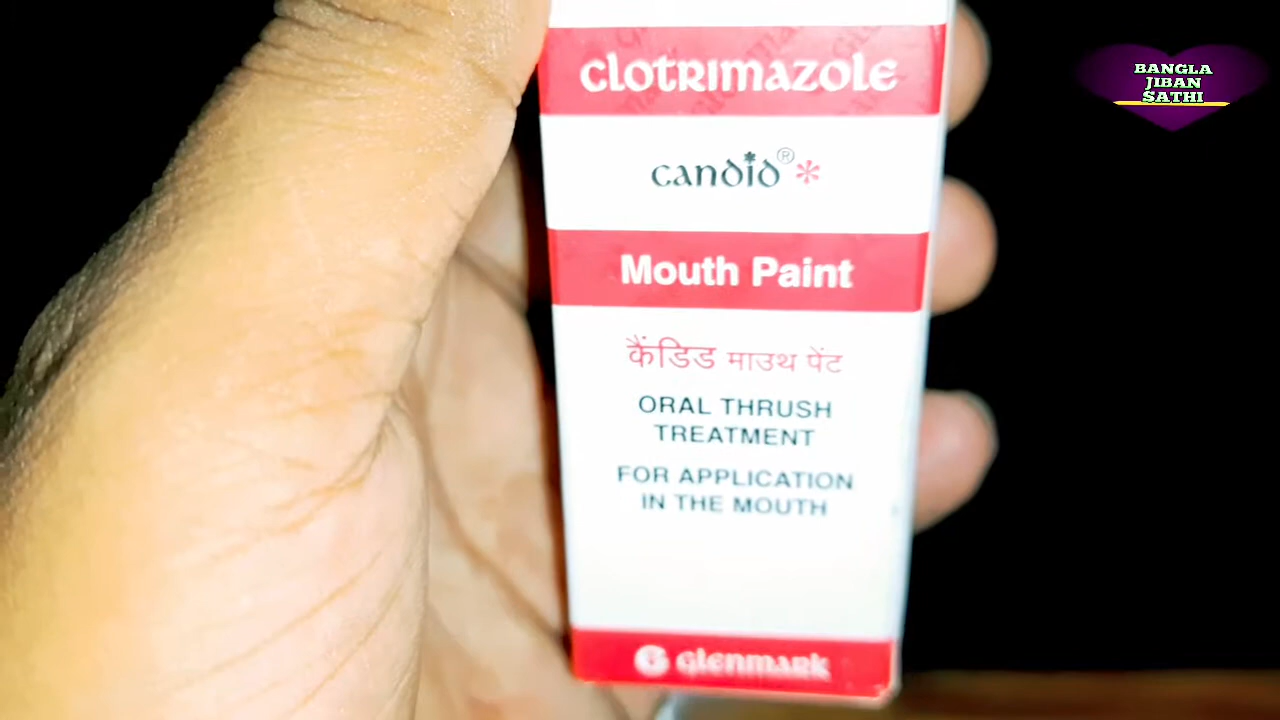 CLOTRIMAZOLE
candid®*
Mouth Paint
कैंडिड माउथ पेंट
ORAL THRUSH
TREATMENT
FOR APPLICATION
IN THE MOUTH
G glenmark
BANGLA
JIBAN
SATHI